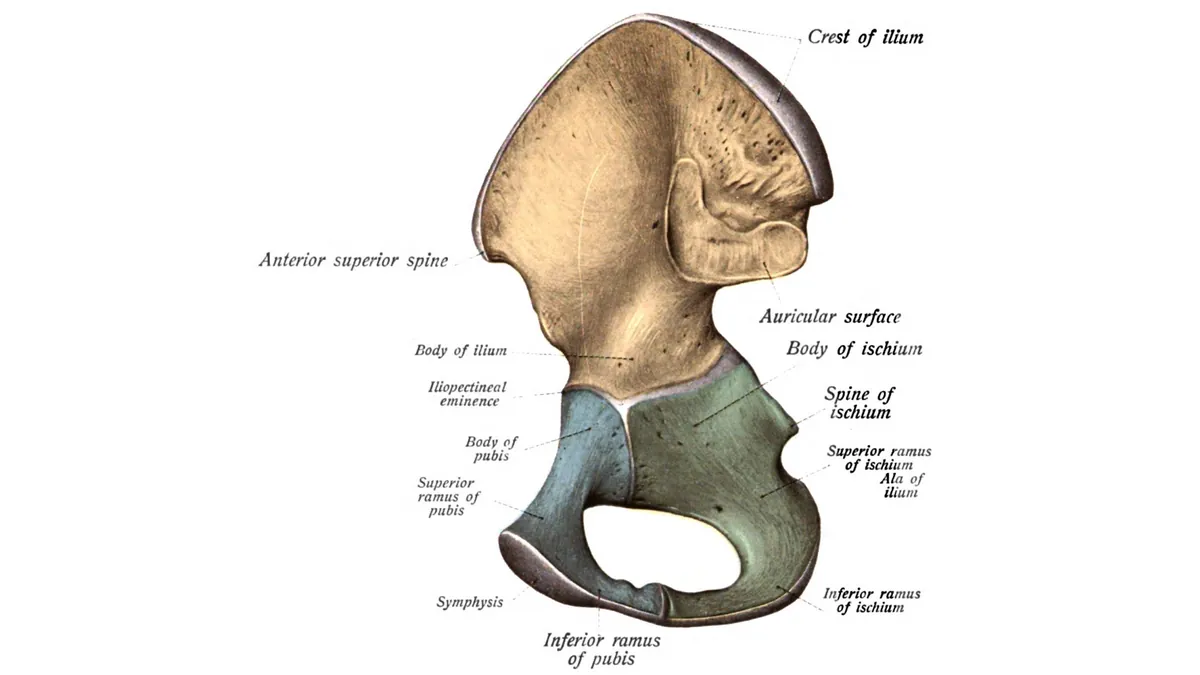 Crest of ilium
Anterior superior spine
Auricular surface
Body of ilium
Body of ischium
Iliopectineal
eminence
Spine of
ischium
Body of
pubis
Superior ramus
of ischium
Ala of
ilium
Superior
ramus of
pubis
Symphysis
Inferior ramus
of ischium
Inferior ramus
of pubis